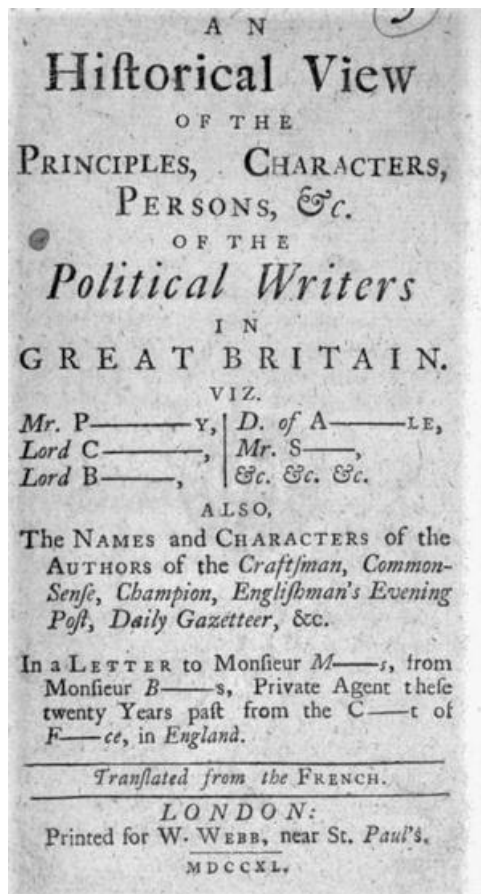 AN
Hiſtorical View
OF THE
PRINCIPLES, CHARACTERS,
PERSONS, &c.
OF THE
Political Writers
IN
GREAT BRITAIN.
VIZ.
Mr. P———Y, | D. of A———LE,
Lord C———, | Mr. S——,
Lord B———, | &c. &c. &c.
ALSO,
The NAMES and CHARACTERS of the
AUTHORS of the Craftſman, Common-
Senſe, Champion, Engliſhman's Evening
Poſt, Daily Gazetteer, &c.
In a LETTER to Monſieur M——s, from
Monſieur B——s, Private Agent theſe
twenty Years paſt from the C——t of
F——ce, in England.
Tranſlated from the FRENCH.
LONDON:
Printed for W. WEBB, near St. Paul's.
MDCCXL.